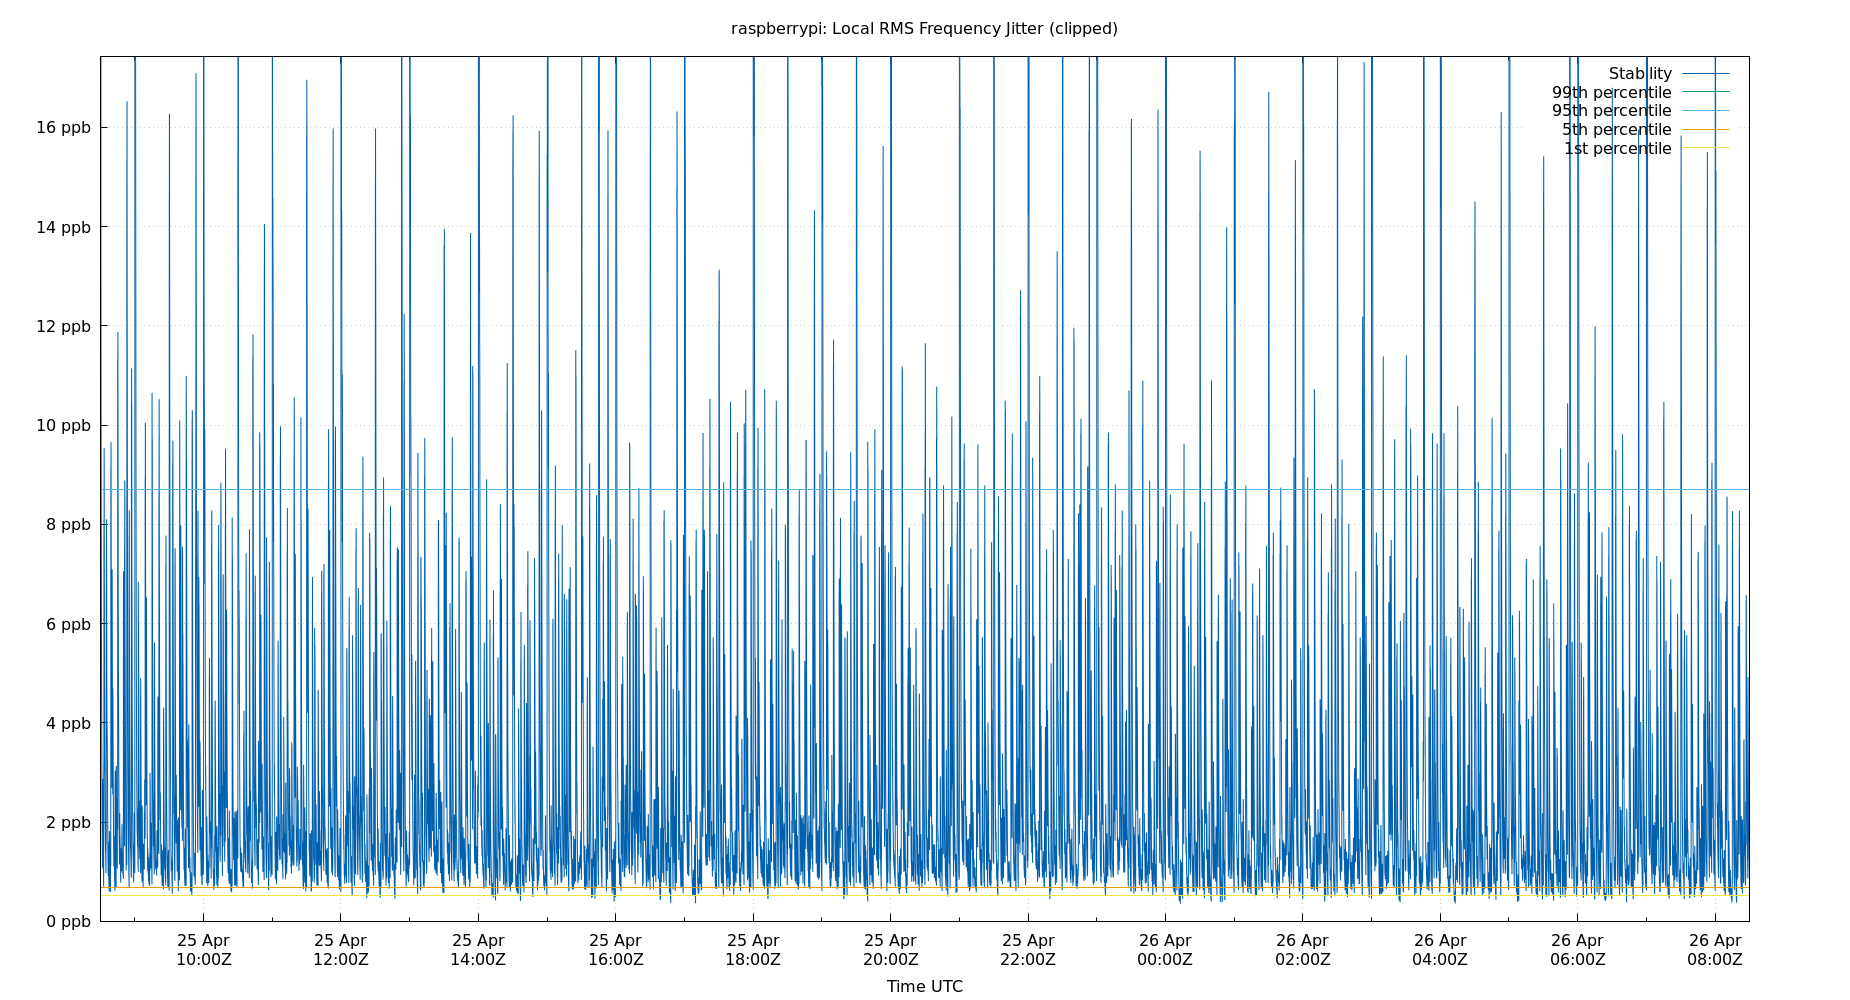 raspberrypi: Local RMS Frequency Jitter (clipped)
Stability
99th percentile
95th percentile
5th percentile
1st percentile
16 ppb
14 ppb
12 ppb
10 ppb
8 ppb
6 ppb
4 ppb
2 ppb
0 ppb
25 Apr 25 Apr 25 Apr 25 Apr 25 Apr 25 Apr 25 Apr 26 Apr 26 Apr 26 Apr 26 Apr 26 Apr
10:00Z 12:00Z 14:00Z 16:00Z 18:00Z 20:00Z 22:00Z 00:00Z 02:00Z 04:00Z 06:00Z 08:00Z
Time UTC